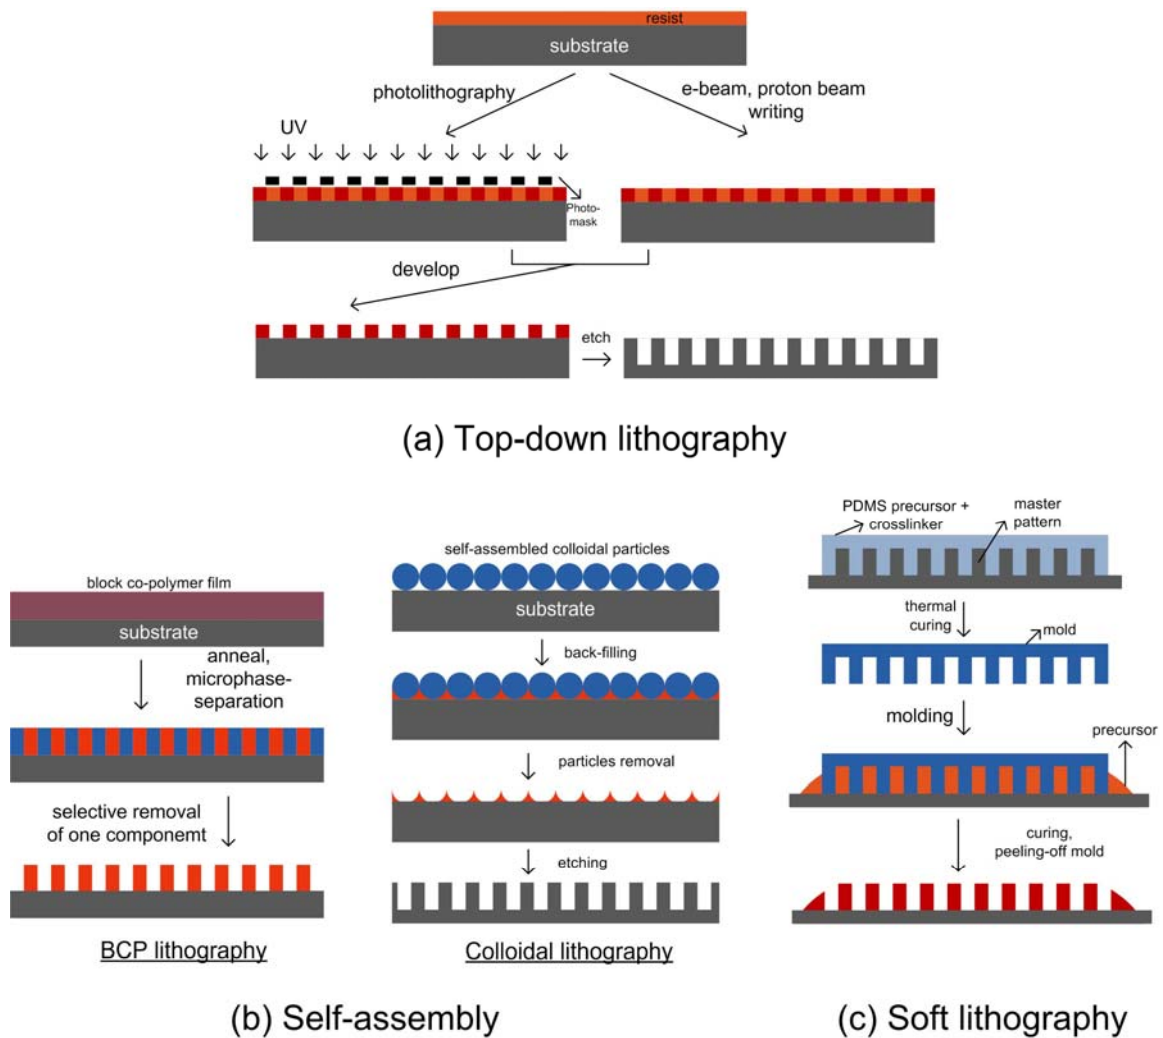 resist
substrate
photolithography
e-beam, proton beam
writing
UV
Photo-
mask
develop
etch
(a) Top-down lithography
block co-polymer film
substrate
anneal,
microphase-
separation
selective removal
of one componemt
BCP lithography
self-assembled colloidal particles
substrate
back-filling
particles removal
etching
Colloidal lithography
(b) Self-assembly
PDMS precursor +
crosslinker
master
pattern
thermal
curing
mold
molding
precursor
curing,
peeling-off mold
(c) Soft lithography